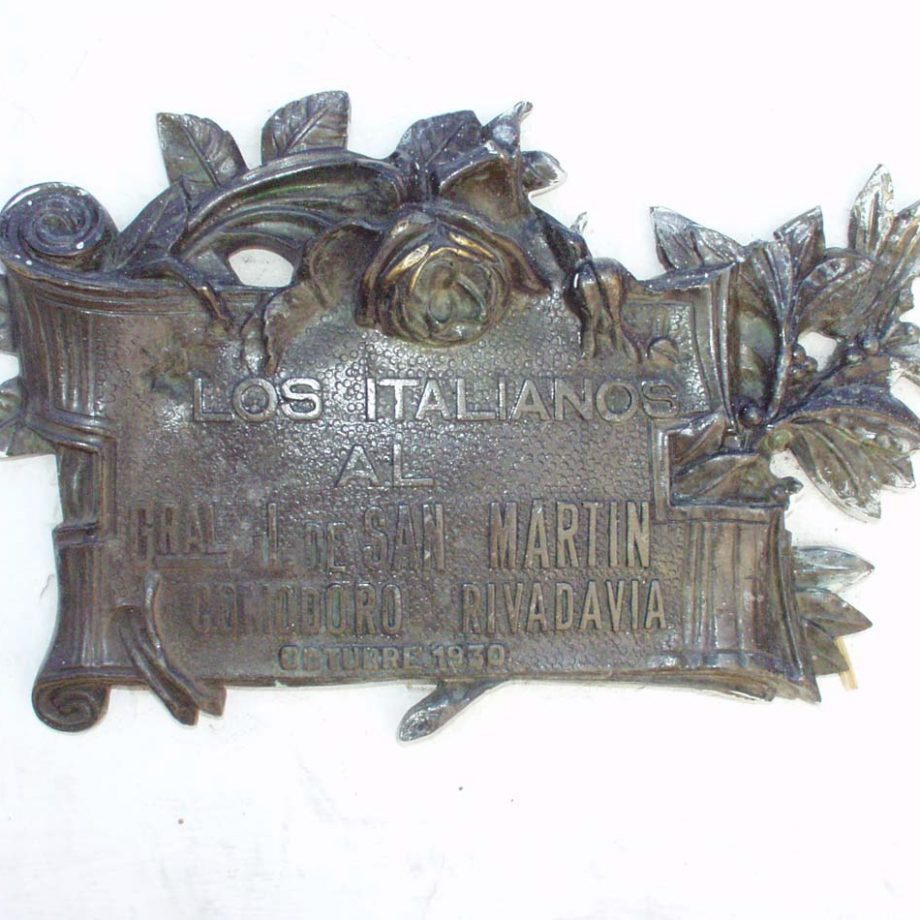 LOS ITALIANOS
AL
GRAL J. DE SAN MARTIN
COMODORO RIVADAVIA
OCTUBRE 1930